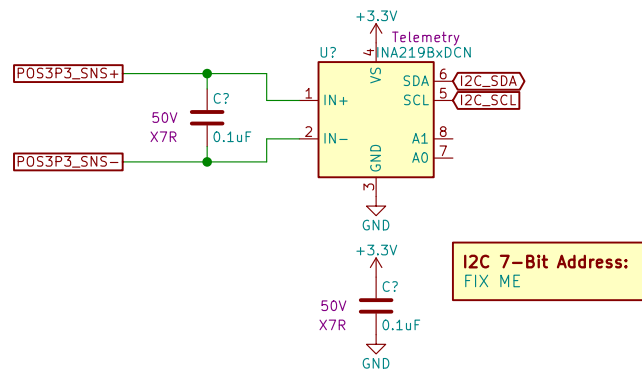 +3.3V
Telemetry
U?
INA219BxDCN
4
VS
POS3P3_SNS+
SDA
6
I2C_SDA
SCL
5
I2C_SCL
1
IN+
C?
50V
X7R
0.1uF
2
IN-
A1
8
A0
7
POS3P3_SNS-
GND
3
GND
+3.3V
C?
50V
X7R
0.1uF
GND
I2C 7-Bit Address:
FIX ME